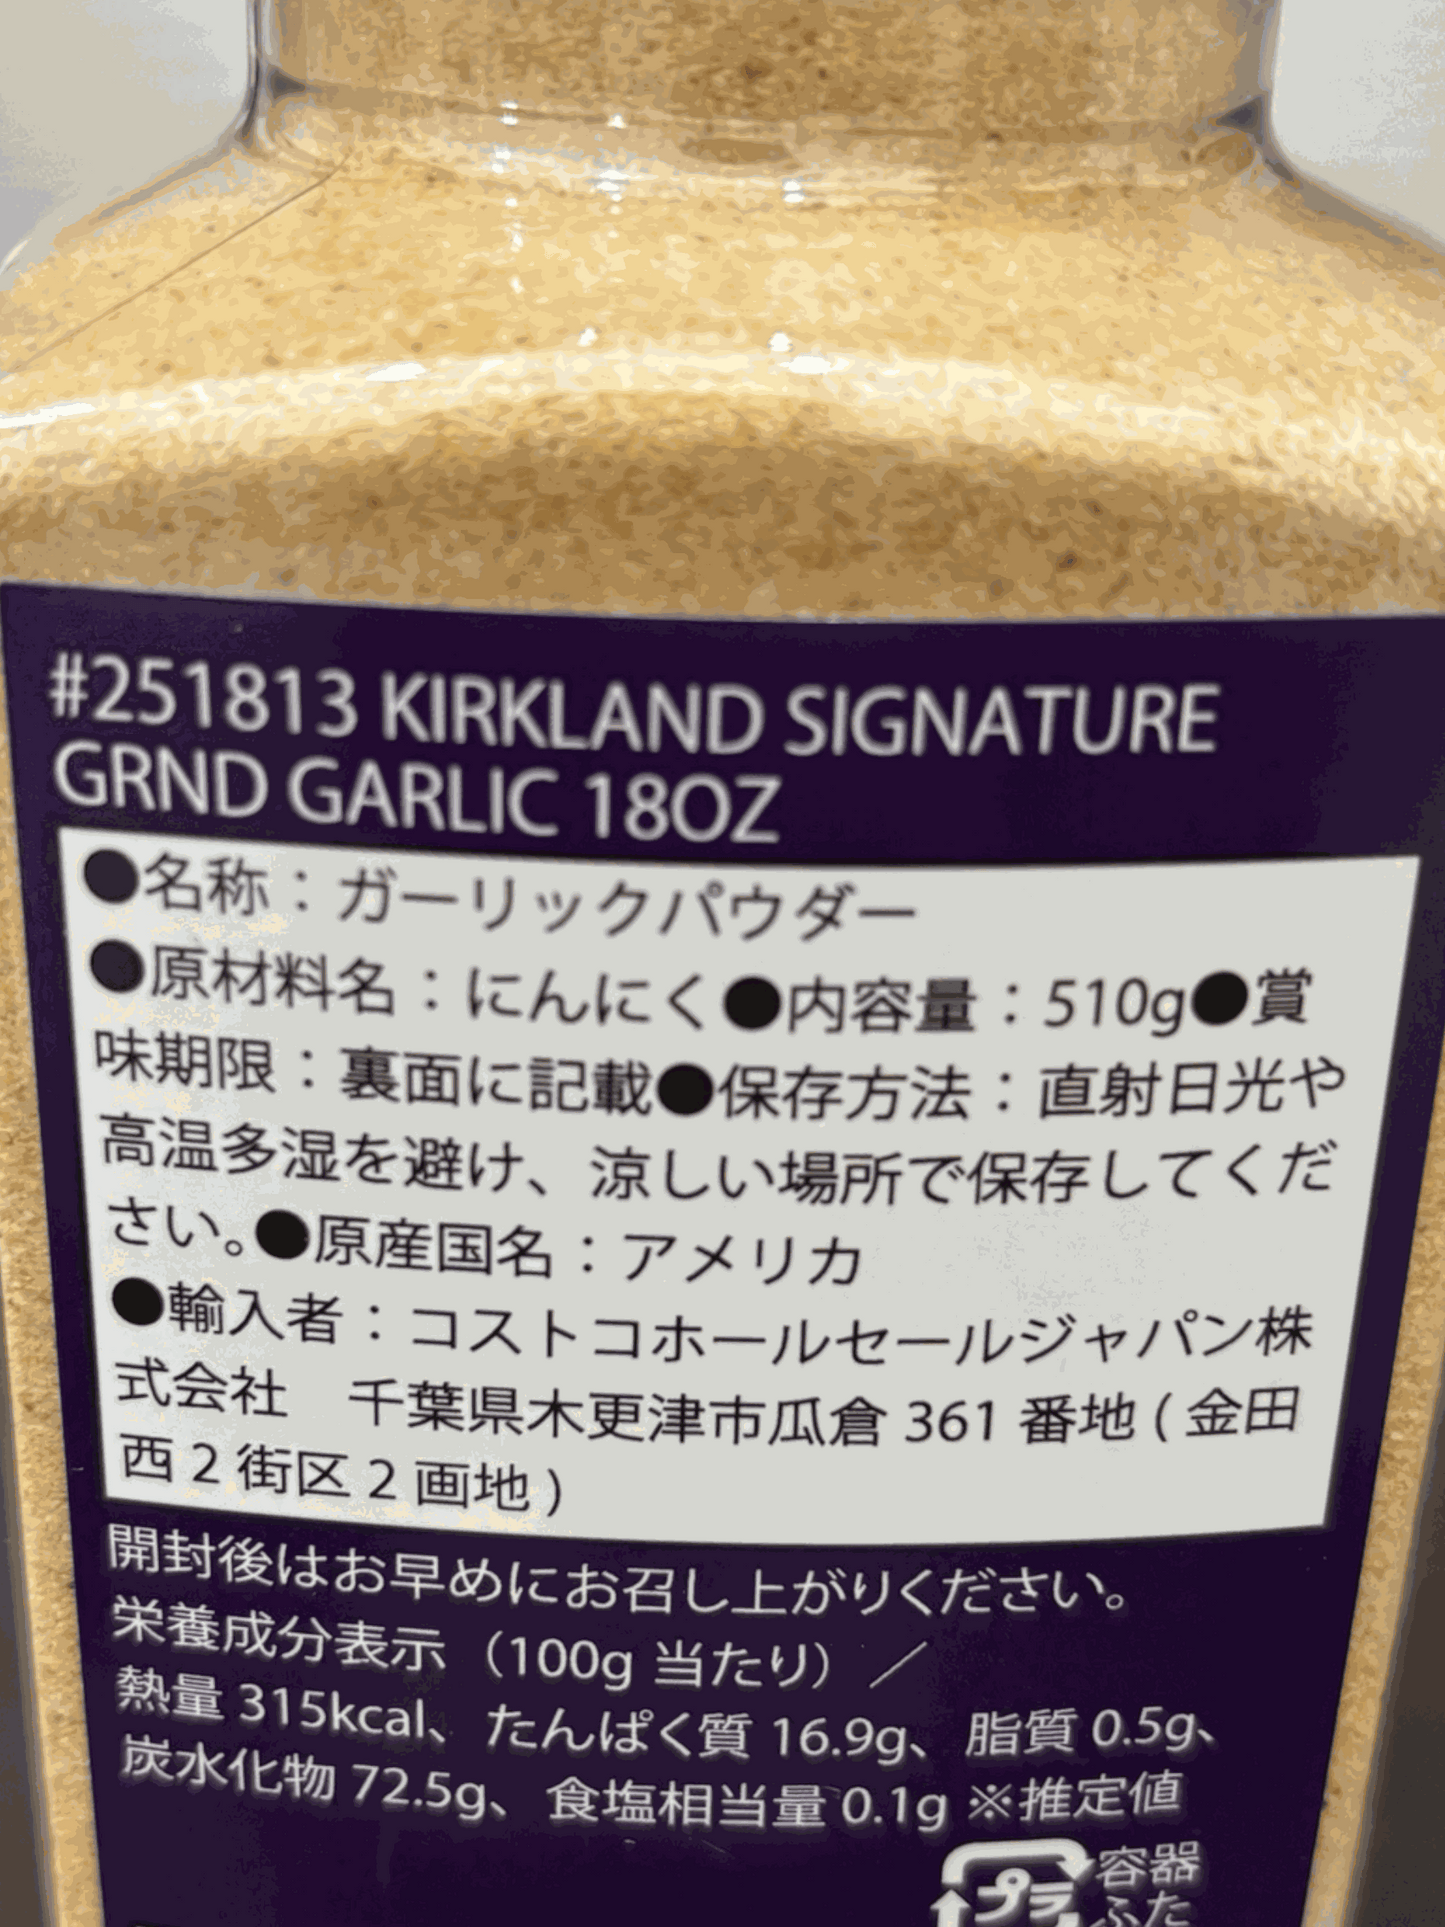 #251813 KIRKLAND SIGNATURE
GRND GARLIC 18OZ
●名称：ガーリックパウダー
●原材料名：にんにく●内容量：510g●賞
味期限：裏面に記載●保存方法：直射日光や
高温多湿を避け、涼しい場所で保存してくだ
さい。●原産国名：アメリカ
●輸入者：コストコホールセールジャパン株
式会社　千葉県木更津市瓜倉 361 番地 ( 金田
西 2 街区 2 画地 )
開封後はお早めにお召し上がりください。
栄養成分表示（100g 当たり）／
熱量 315kcal、たんぱく質 16.9g、脂質 0.5g、
炭水化物 72.5g、食塩相当量 0.1g ※推定値
プラ 容器
ふた